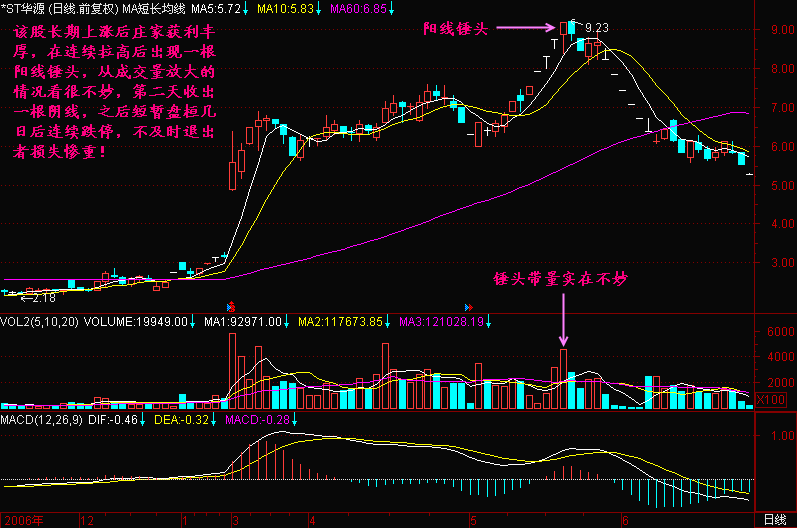 *ST华源 (日线.前复权) MA短长均线 MA5:5.72↓ MA10:5.83↓ MA60:6.85↓
该股长期上涨后庄家获利丰
厚，在连续拉高后出现一根
阳线锤头，从成交量放大的
情况看很不妙，第二天收出
一根阴线，之后短暂盘桓几
日后连续跌停，不及时退出
者损失惨重！
阳线锤头
9.23
9.00
8.00
7.00
6.00
5.00
4.00
3.00
2.18
锤头带量实在不妙
VOL2(5,10,20) VOLUME:19949.00↓ MA1:92971.00↓ MA2:117673.85↓ MA3:121028.19↓
6000
4000
2000
X100
MACD(12,26,9) DIF:-0.46↓ DEA:-0.32↓ MACD:-0.28↓
1.00
2006年 12 1 3 4 5 6 日线